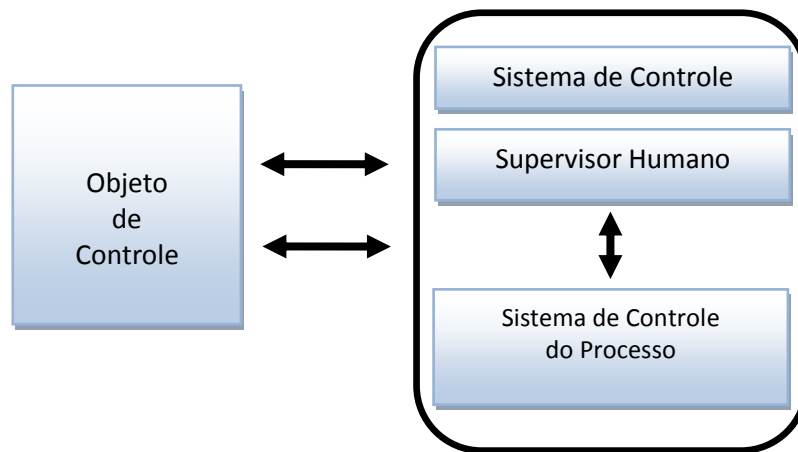 Objeto
de
Controle
Sistema de Controle
Supervisor Humano
Sistema de Controle
do Processo